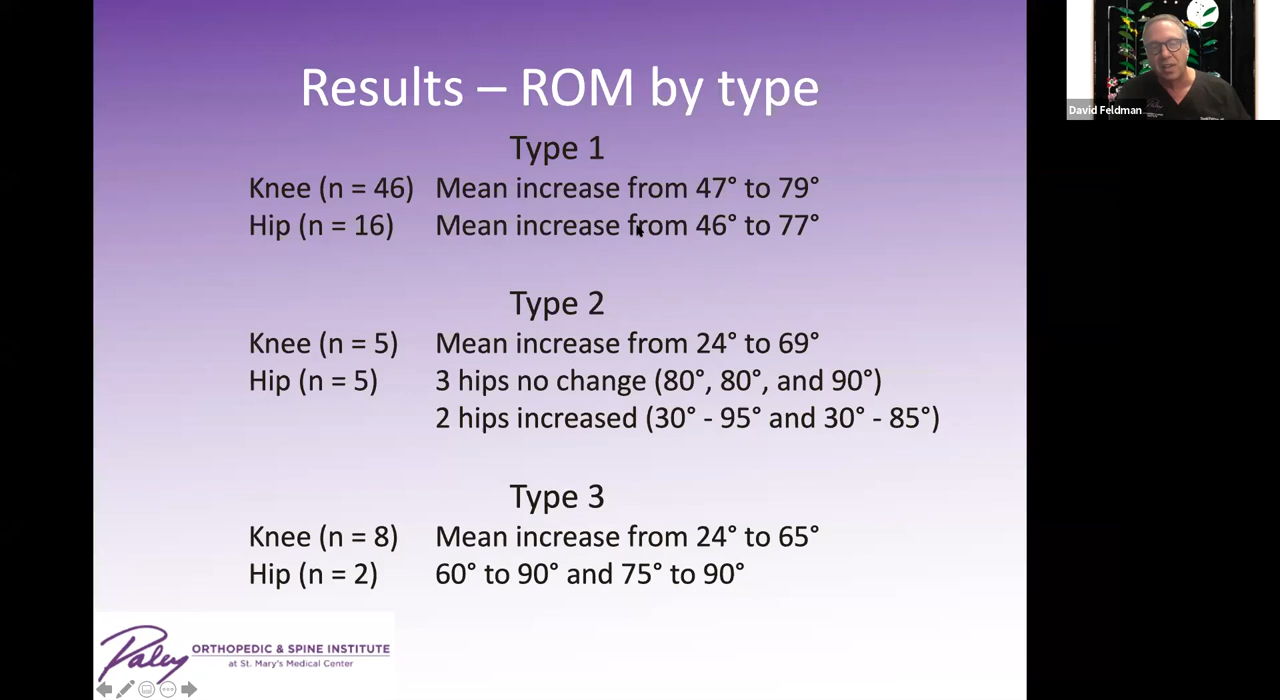 Results – ROM by type
Type 1
Knee (n = 46) Mean increase from 47° to 79°
Hip (n = 16) Mean increase from 46° to 77°
Type 2
Knee (n = 5) Mean increase from 24° to 69°
Hip (n = 5) 3 hips no change (80°, 80°, and 90°)
2 hips increased (30° - 95° and 30° - 85°)
Type 3
Knee (n = 8) Mean increase from 24° to 65°
Hip (n = 2) 60° to 90° and 75° to 90°
Paley
ORTHOPEDIC & SPINE INSTITUTE
at St. Mary's Medical Center
David Feldman
Paley